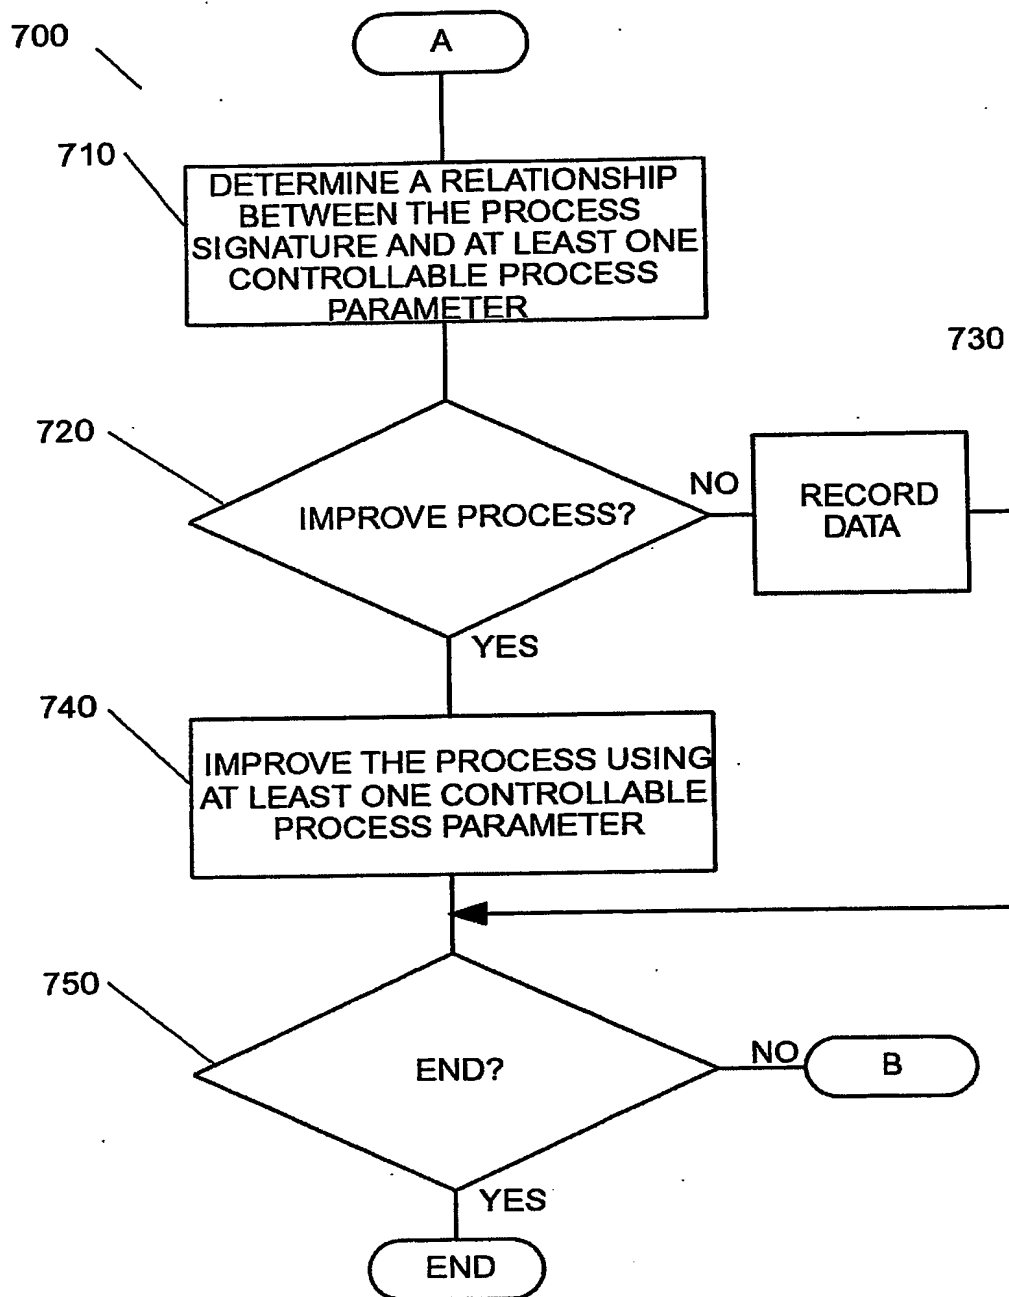 700
A
710
DETERMINE A RELATIONSHIP
BETWEEN THE PROCESS
SIGNATURE AND AT LEAST ONE
CONTROLLABLE PROCESS
PARAMETER
730
720
IMPROVE PROCESS?
NO
RECORD
DATA
YES
740
IMPROVE THE PROCESS USING
AT LEAST ONE CONTROLLABLE
PROCESS PARAMETER
750
END?
NO
B
YES
END